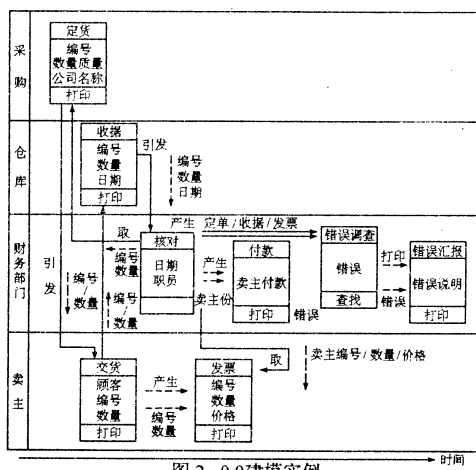 采购
定货
编号
数量质量
公司名称
打印
仓库
收据
编号
数量
日期
打印
引发
编号
数量
日期
财务部门
引发
编号/数量
编号/数量
取
编号
数量
核对
日期
职员
产生 定单/收据/发票
产生
卖主份
付款
卖主付款
打印
错误
错误调查
错误
查找
打印
错误
错误汇报
错误说明
打印
卖主
交货
顾客
编号
数量
打印
产生
编号
数量
发票
编号
数量
价格
打印
取
卖主编号/数量/价格
时间
图 2 0-0建模实例